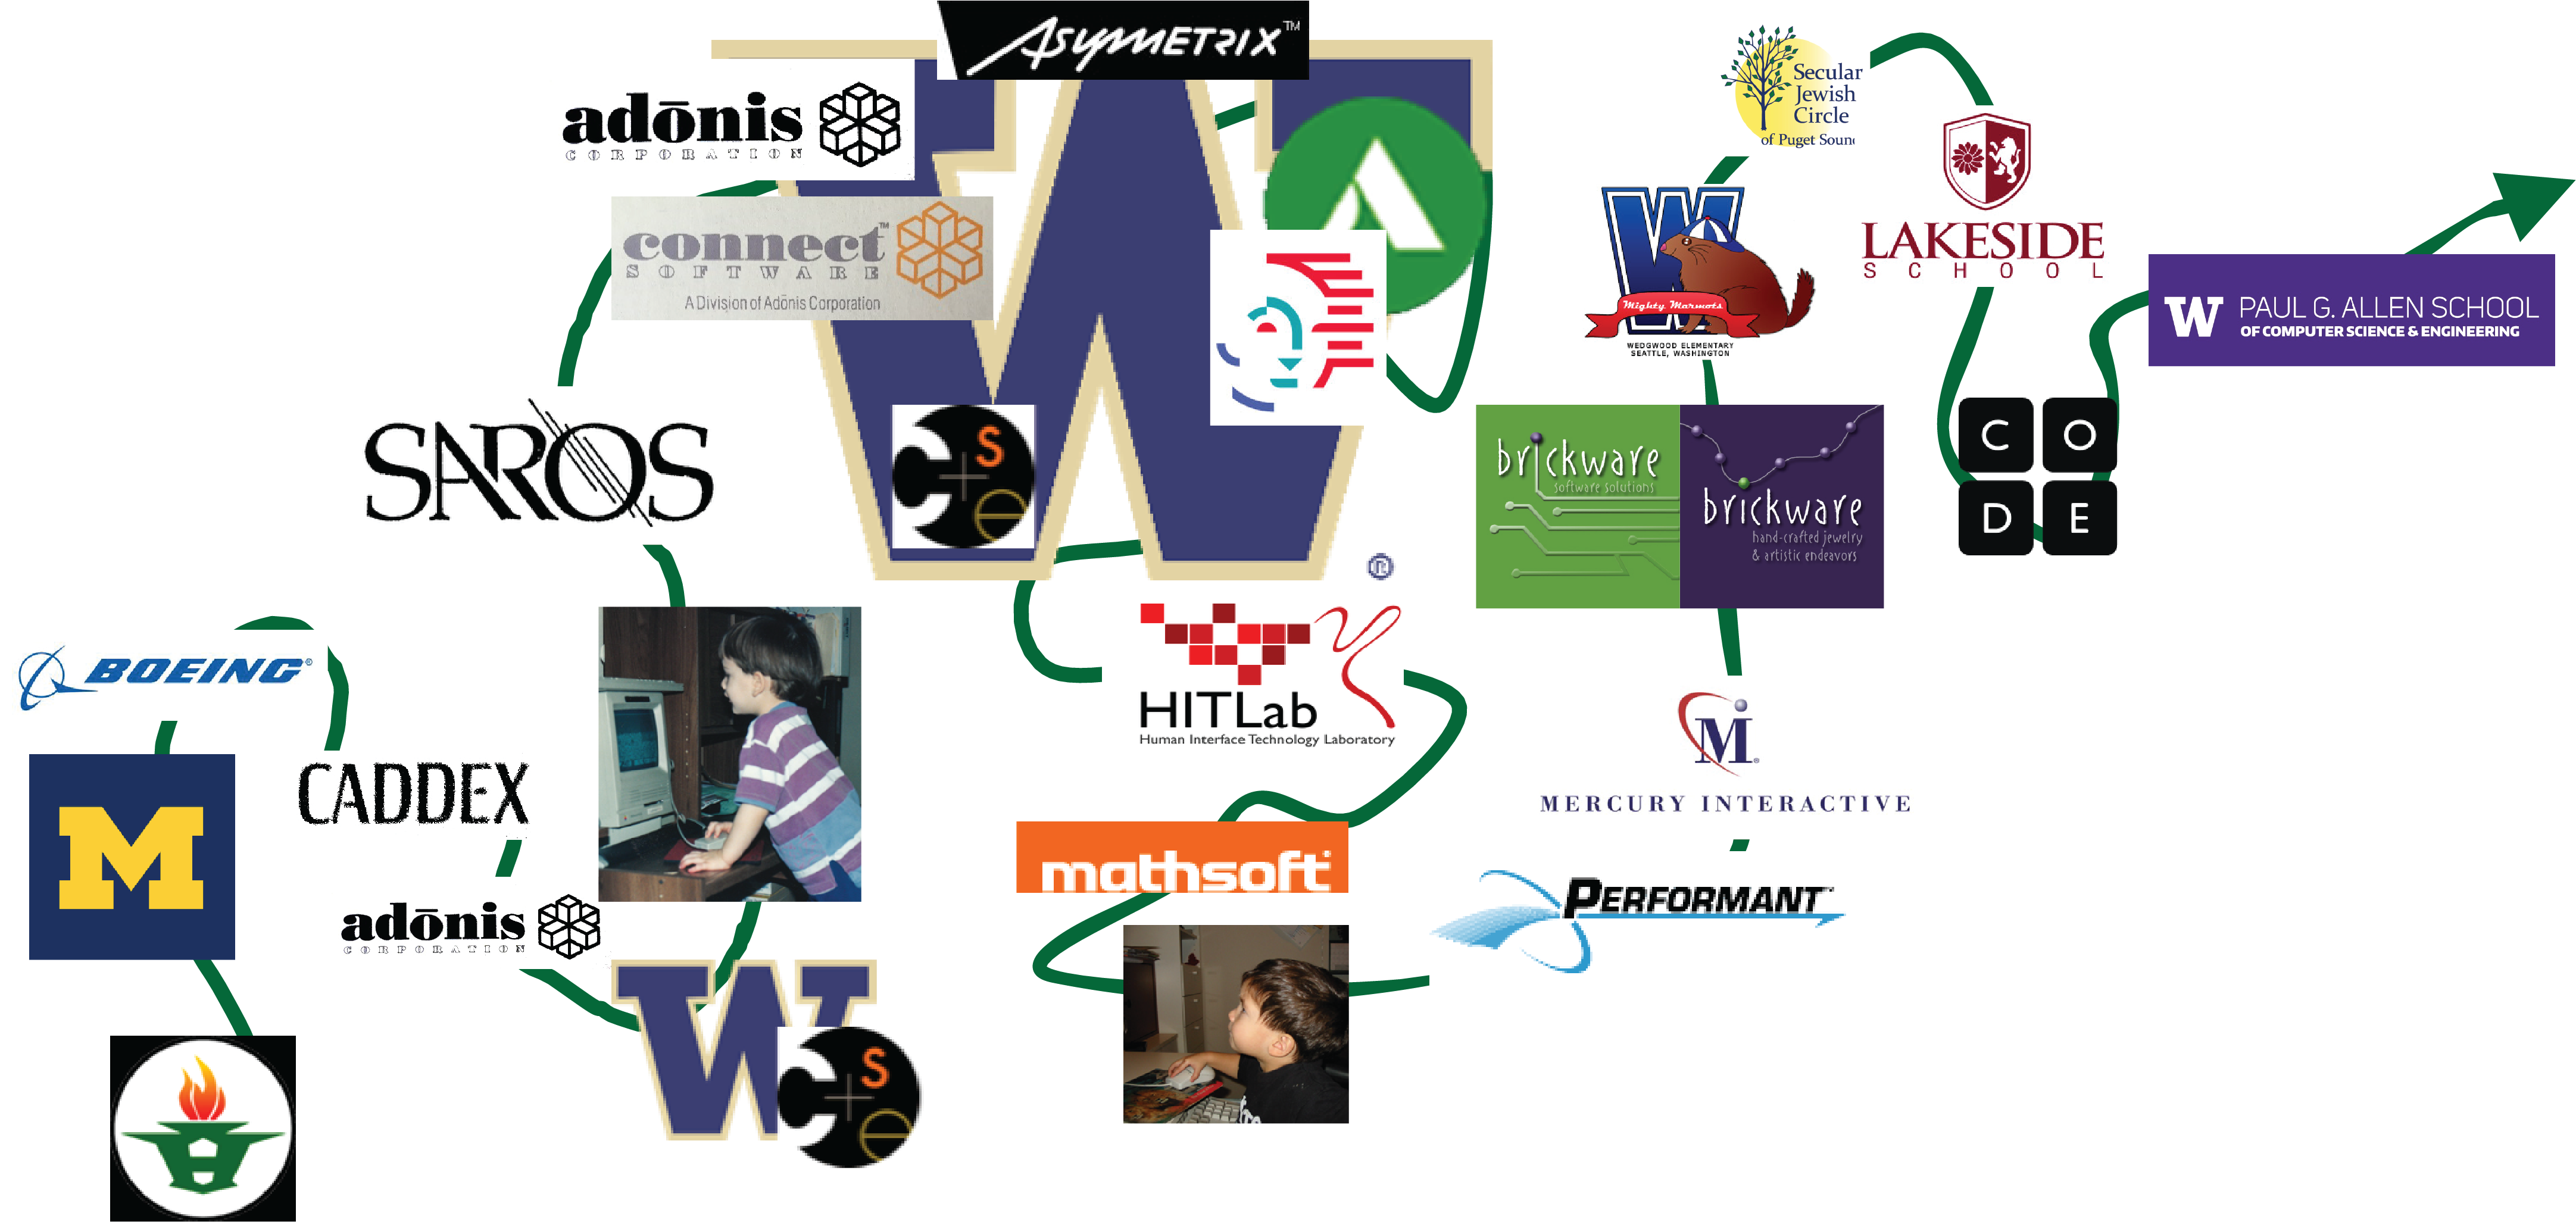 ASYMETRIX™
adōnis
CORPORATION
connect™
SOFTWARE
A Division of Adōnis Corporation
W
®
C
s
+
e
SAROS
BOEING®
M
CADDEX
adōnis
CORPORATION
W
C
s
+
e
HITLab
Human Interface Technology Laboratory
mathsoft
Secular
Jewish
Circle
of Puget Soun
W
Mighty Marmots
WEDGWOOD ELEMENTARY
SEATTLE, WASHINGTON
LAKESIDE
SCHOOL
brickware
software solutions
brickware
hand-crafted jewelry
& artistic endeavors
M
MERCURY INTERACTIVE
PERFORMANT
C O
D E
W PAUL G. ALLEN SCHOOL
OF COMPUTER SCIENCE & ENGINEERING